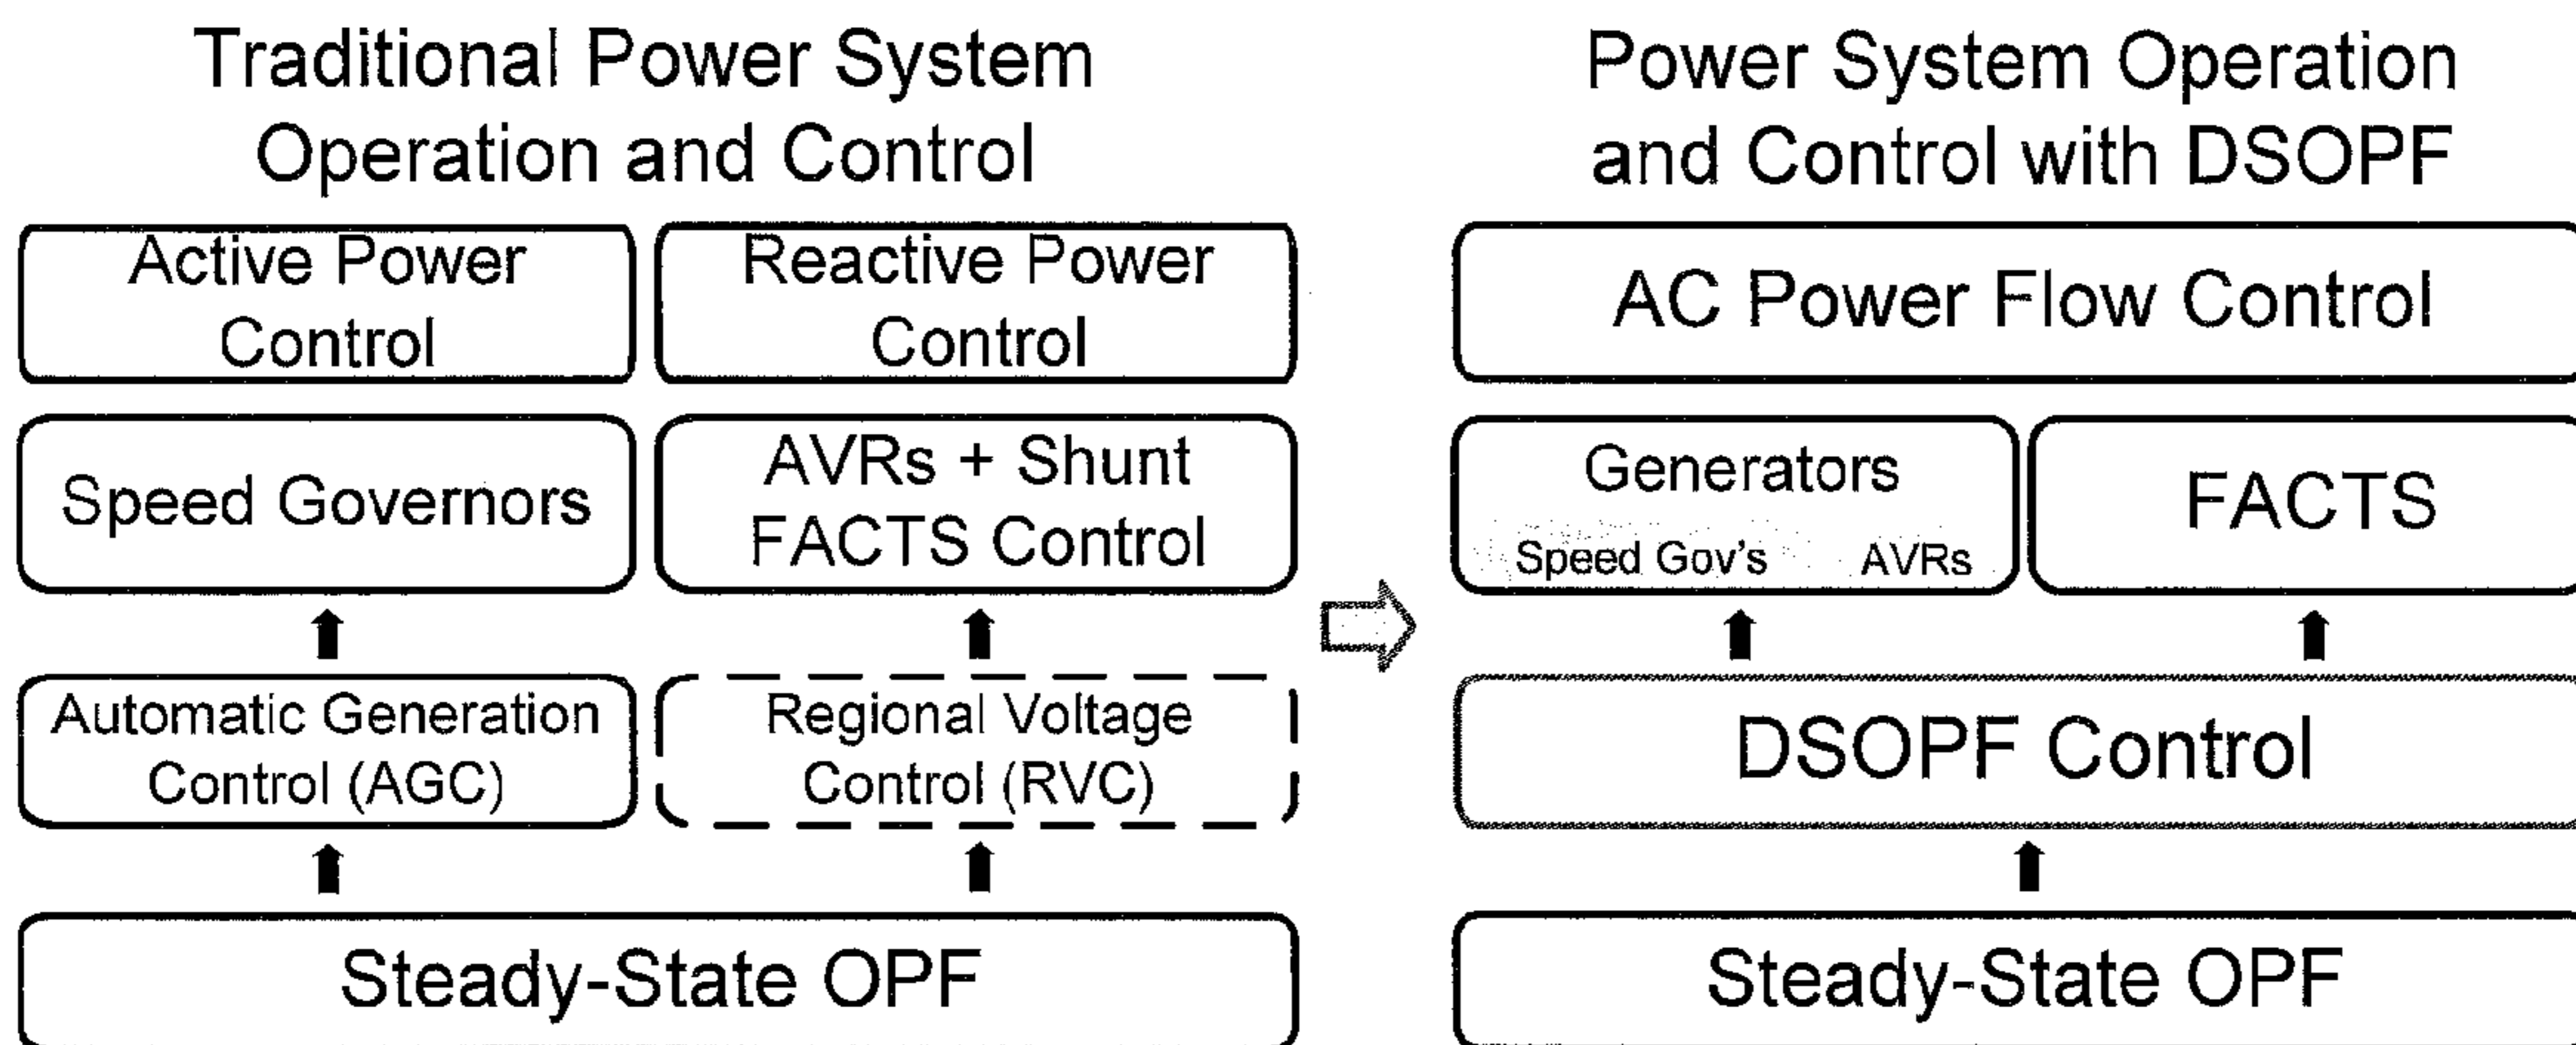 Traditional Power System
Operation and Control
Active Power
Control
Reactive Power
Control
Speed Governors
AVRs + Shunt
FACTS Control
Automatic Generation
Control (AGC)
Regional Voltage
Control (RVC)
Steady-State OPF
Power System Operation
and Control with DSOPF
AC Power Flow Control
Generators
Speed Gov's AVRs
FACTS
DSOPF Control
Steady-State OPF